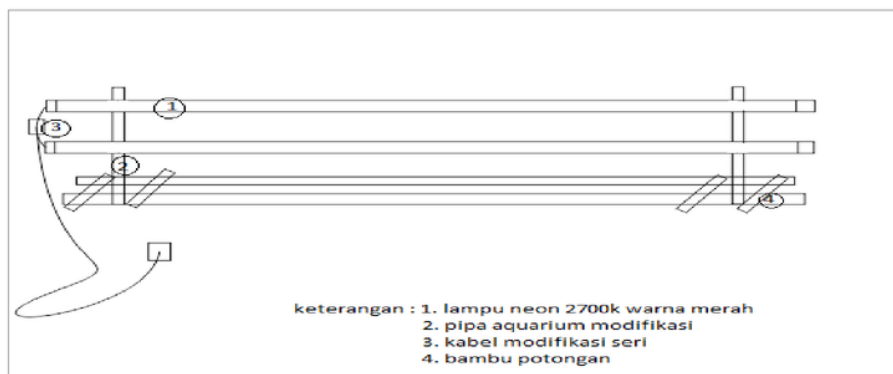 1
3
2
4
keterangan : 1. lampu neon 2700k warna merah
2. pipa aquarium modifikasi
3. kabel modifikasi seri
4. bambu potongan